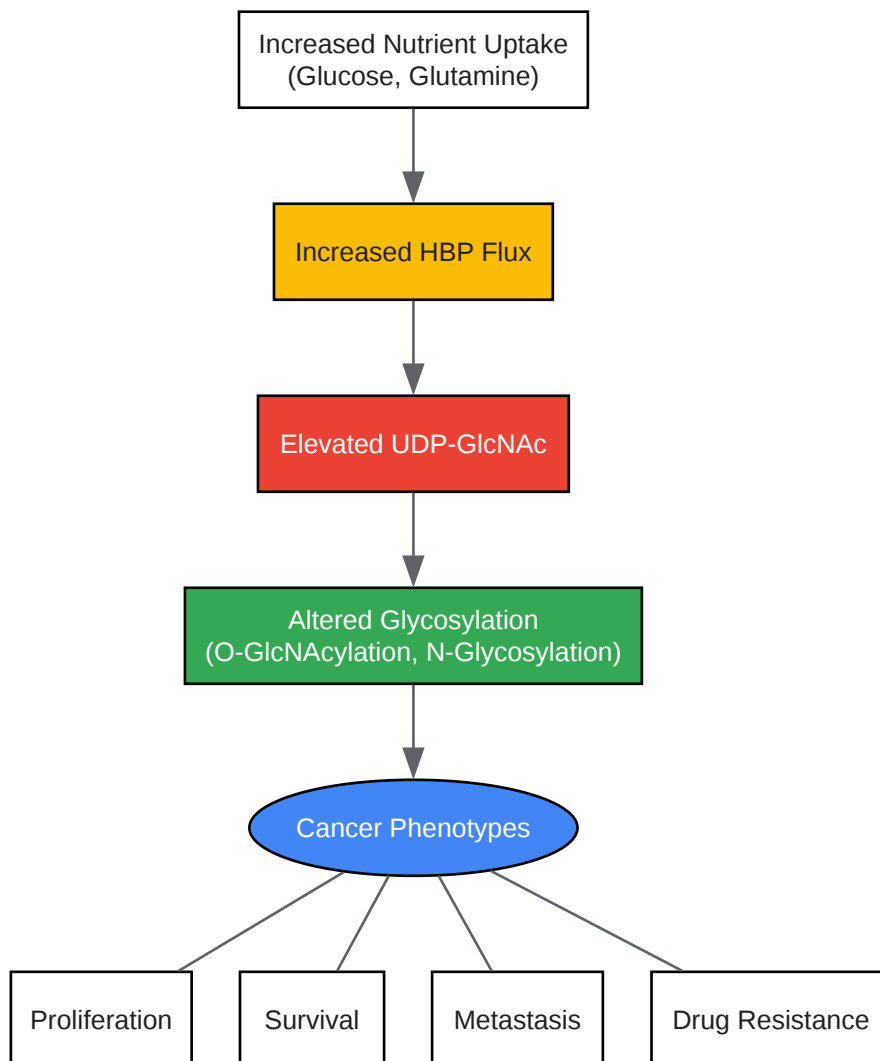 Increased Nutrient Uptake
(Glucose, Glutamine)
Increased HBP Flux
Elevated UDP-GlcNAc
Altered Glycosylation
(O-GlcNAcylation, N-Glycosylation)
Cancer Phenotypes
Proliferation
Survival
Metastasis
Drug Resistance